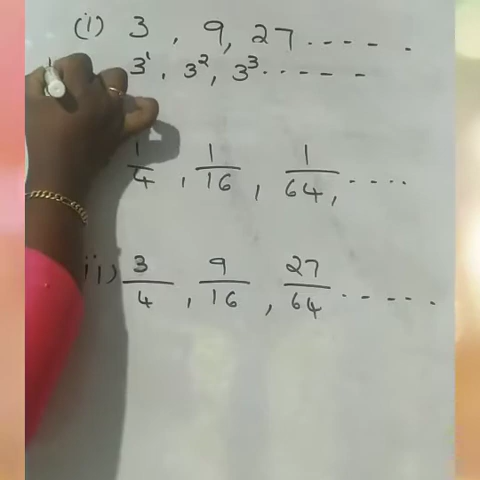 (i) 3 , 9, 27 ..... .
3¹, 3², 3³ .... –
1/4 , 1/16 , 1/64, ....
ii) 3/4 , 9/16 , 27/64 ......